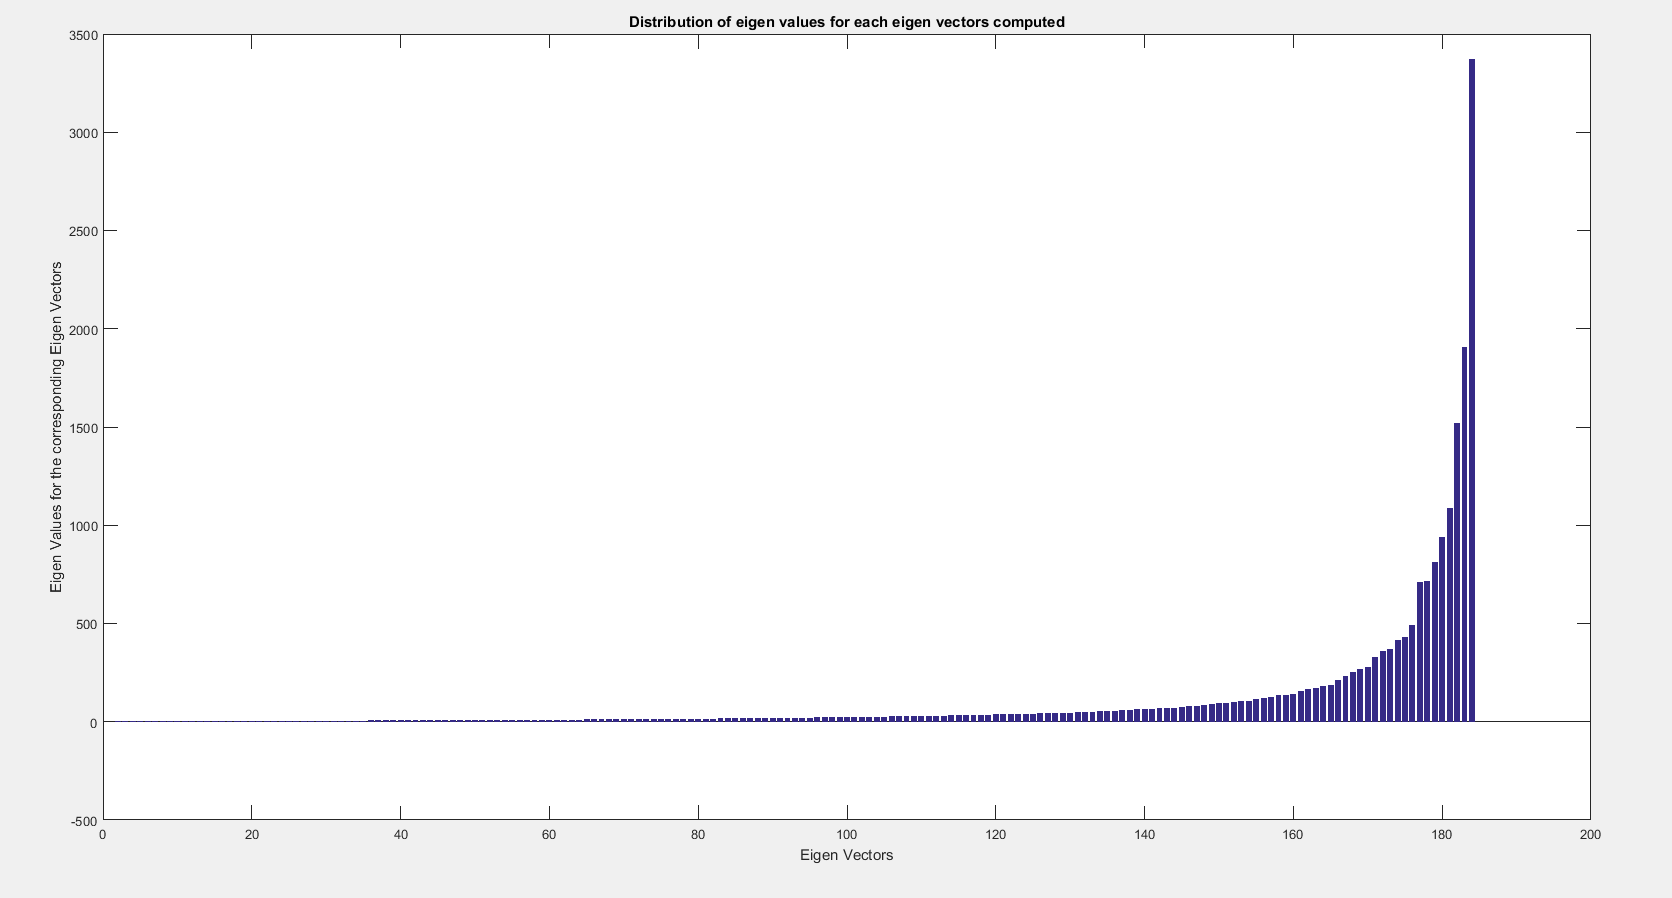 Distribution of eigen values for each eigen vectors computed
3500
3000
2500
2000
1500
1000
500
0
-500
Eigen Values for the corresponding Eigen Vectors
0 20 40 60 80 100 120 140 160 180 200
Eigen Vectors